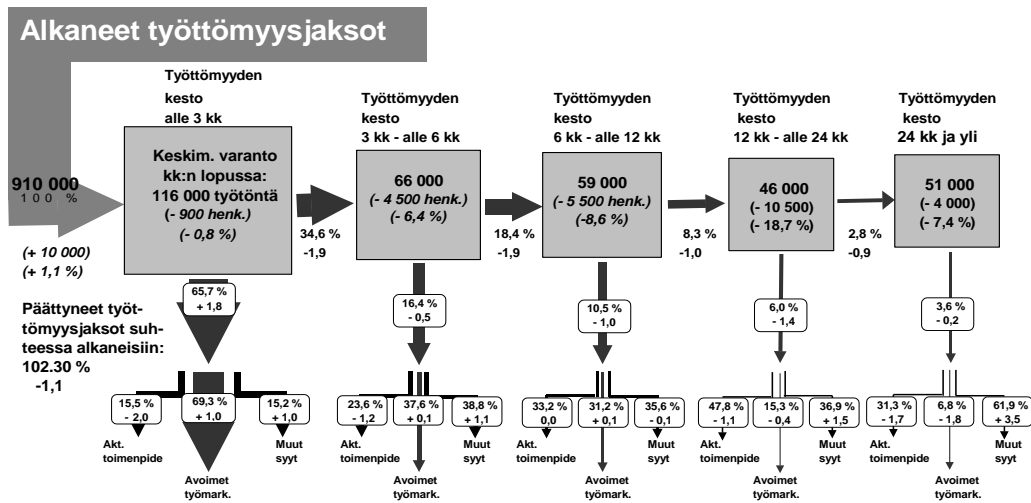 Alkaneet työttömyysjaksot
Työttömyyden
kesto
alle 3 kk
Työttömyyden
kesto
3 kk - alle 6 kk
Työttömyyden
kesto
6 kk - alle 12 kk
Työttömyyden
kesto
12 kk - alle 24 kk
Työttömyyden
kesto
24 kk ja yli
910 000
100 %
(+ 10 000)
(+ 1,1 %)
Keskim. varanto
kk:n lopussa:
116 000 työtöntä
(- 900 henk.)
(- 0,8 %)
34,6 %
-1,9
66 000
(- 4 500 henk.)
(- 6,4 %)
18,4 %
-1,9
59 000
(- 5 500 henk.)
(-8,6 %)
8,3 %
-1,0
46 000
(- 10 500)
(- 18,7 %)
2,8 %
-0,9
51 000
(- 4 000)
(- 7,4 %)
65,7 %
+ 1,8
16,4 %
- 0,5
10,5 %
- 1,0
6,0 %
- 1,4
3,6 %
- 0,2
Päättyneet työt-
tömyysjaksot suh-
teessa alkaneisiin:
102.30 %
-1,1
15,5 %
- 2,0
69,3 %
+ 1,0
15,2 %
+ 1,0
Akt.
toimenpide
Muut
syyt
Avoimet
työmark.
23,6 %
- 1,2
37,6 %
+ 0,1
38,8 %
+ 1,1
Akt.
toimenpide
Muut
syyt
Avoimet
työmark.
33,2 %
0,0
31,2 %
+ 0,1
35,6 %
- 0,1
Akt.
toimenpide
Muut
syyt
Avoimet
työmark.
47,8 %
- 1,1
15,3 %
- 0,4
36,9 %
+ 1,5
Akt.
toimenpide
Muut
syyt
Avoimet
työmark.
31,3 %
- 1,7
6,8 %
- 1,8
61,9 %
+ 3,5
Akt.
toimenpide
Muut
syyt
Avoimet
työmark.